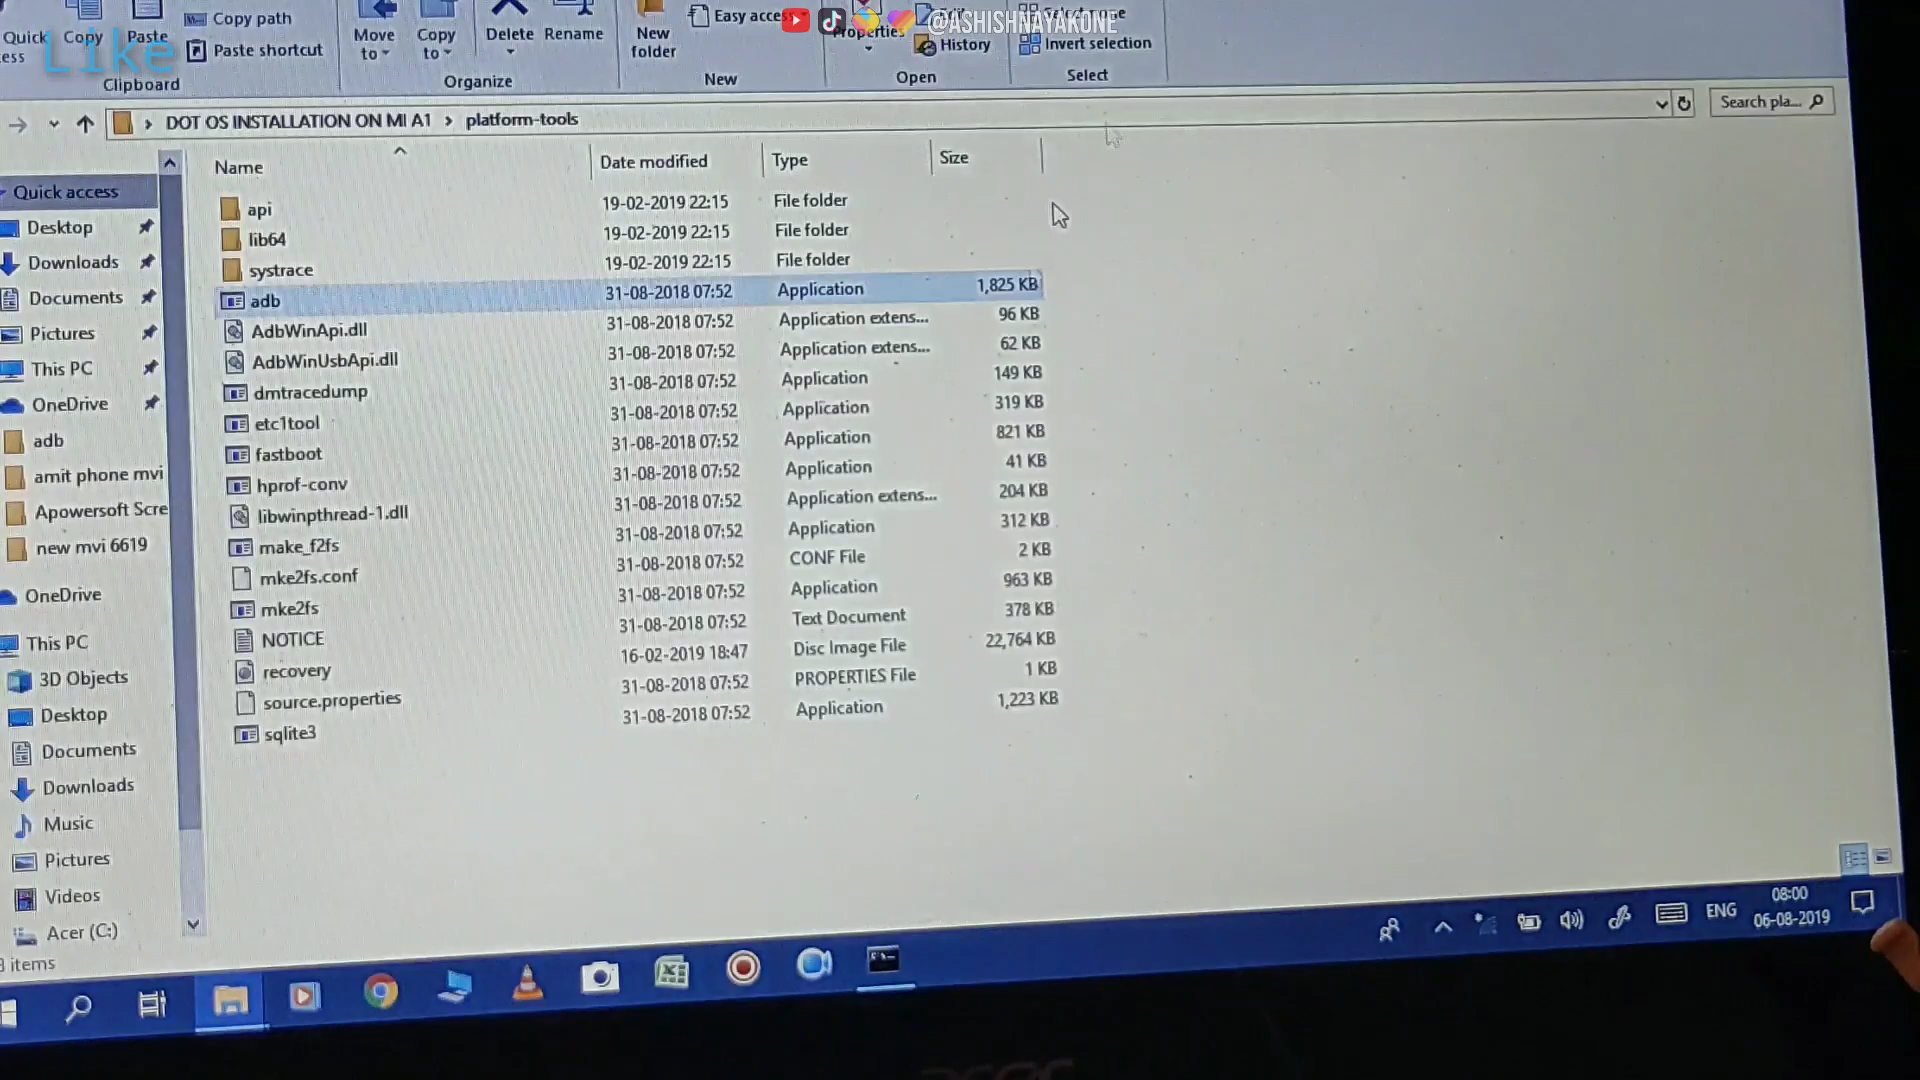 Quick
ess
Copy
Paste
Like
Copy path
Paste shortcut
Clipboard
Move
to
Copy
to
Delete
Rename
Organize
New
folder
Easy acce
New
Properties
Edit
History
Open
@ASHISHNAYAKONE
Select none
Invert selection
Select
DOT OS INSTALLATION ON MI A1 > platform-tools
Search pla...
Name Date modified Type Size
api 19-02-2019 22:15 File folder
lib64 19-02-2019 22:15 File folder
systrace 19-02-2019 22:15 File folder
adb 31-08-2018 07:52 Application 1,825 KB
AdbWinApi.dll 31-08-2018 07:52 Application extens... 96 KB
AdbWinUsbApi.dll 31-08-2018 07:52 Application extens... 62 KB
dmtracedump 31-08-2018 07:52 Application 149 KB
etc1tool 31-08-2018 07:52 Application 319 KB
fastboot 31-08-2018 07:52 Application 821 KB
hprof-conv 31-08-2018 07:52 Application 41 KB
libwinpthread-1.dll 31-08-2018 07:52 Application extens... 204 KB
make_f2fs 31-08-2018 07:52 Application 312 KB
mke2fs.conf 31-08-2018 07:52 CONF File 2 KB
mke2fs 31-08-2018 07:52 Application 963 KB
NOTICE 31-08-2018 07:52 Text Document 378 KB
recovery 16-02-2019 18:47 Disc Image File 22,764 KB
source.properties 31-08-2018 07:52 PROPERTIES File 1 KB
sqlite3 31-08-2018 07:52 Application 1,223 KB
Quick access
Desktop
Downloads
Documents
Pictures
This PC
OneDrive
adb
amit phone mvi
Apowersoft Scre
new mvi 6619
OneDrive
This PC
3D Objects
Desktop
Documents
Downloads
Music
Pictures
Videos
Acer (C:)
items
ENG
08:00
06-08-2019